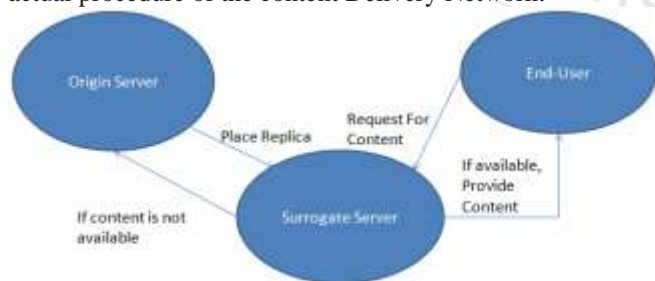 actual procedure of the content Delivery Network.
Origin Server
End-User
Place Replica
Request For
Content
If available,
Provide
Content
If content is not
available
Surrogate Server